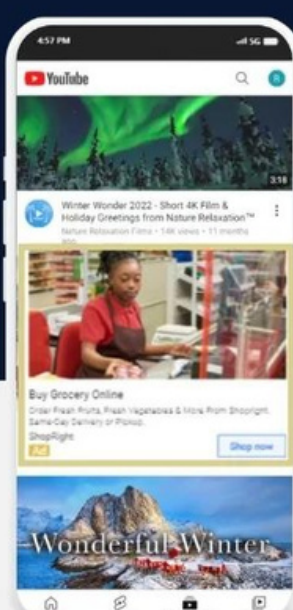 4:57 PM
5G
YouTube
R
3:18
Winter Wonder 2022 - Short 4K Film &
Holiday Greetings from Nature Relaxation™
Nature Relaxation Films • 14K views • 11 months
ago
Buy Grocery Online
Order Fresh Fruits, Fresh Vegetables & More From Shopright.
Same-Day Delivery or Pickup.
ShopRight
Ad
Shop now
Wonderful Winter